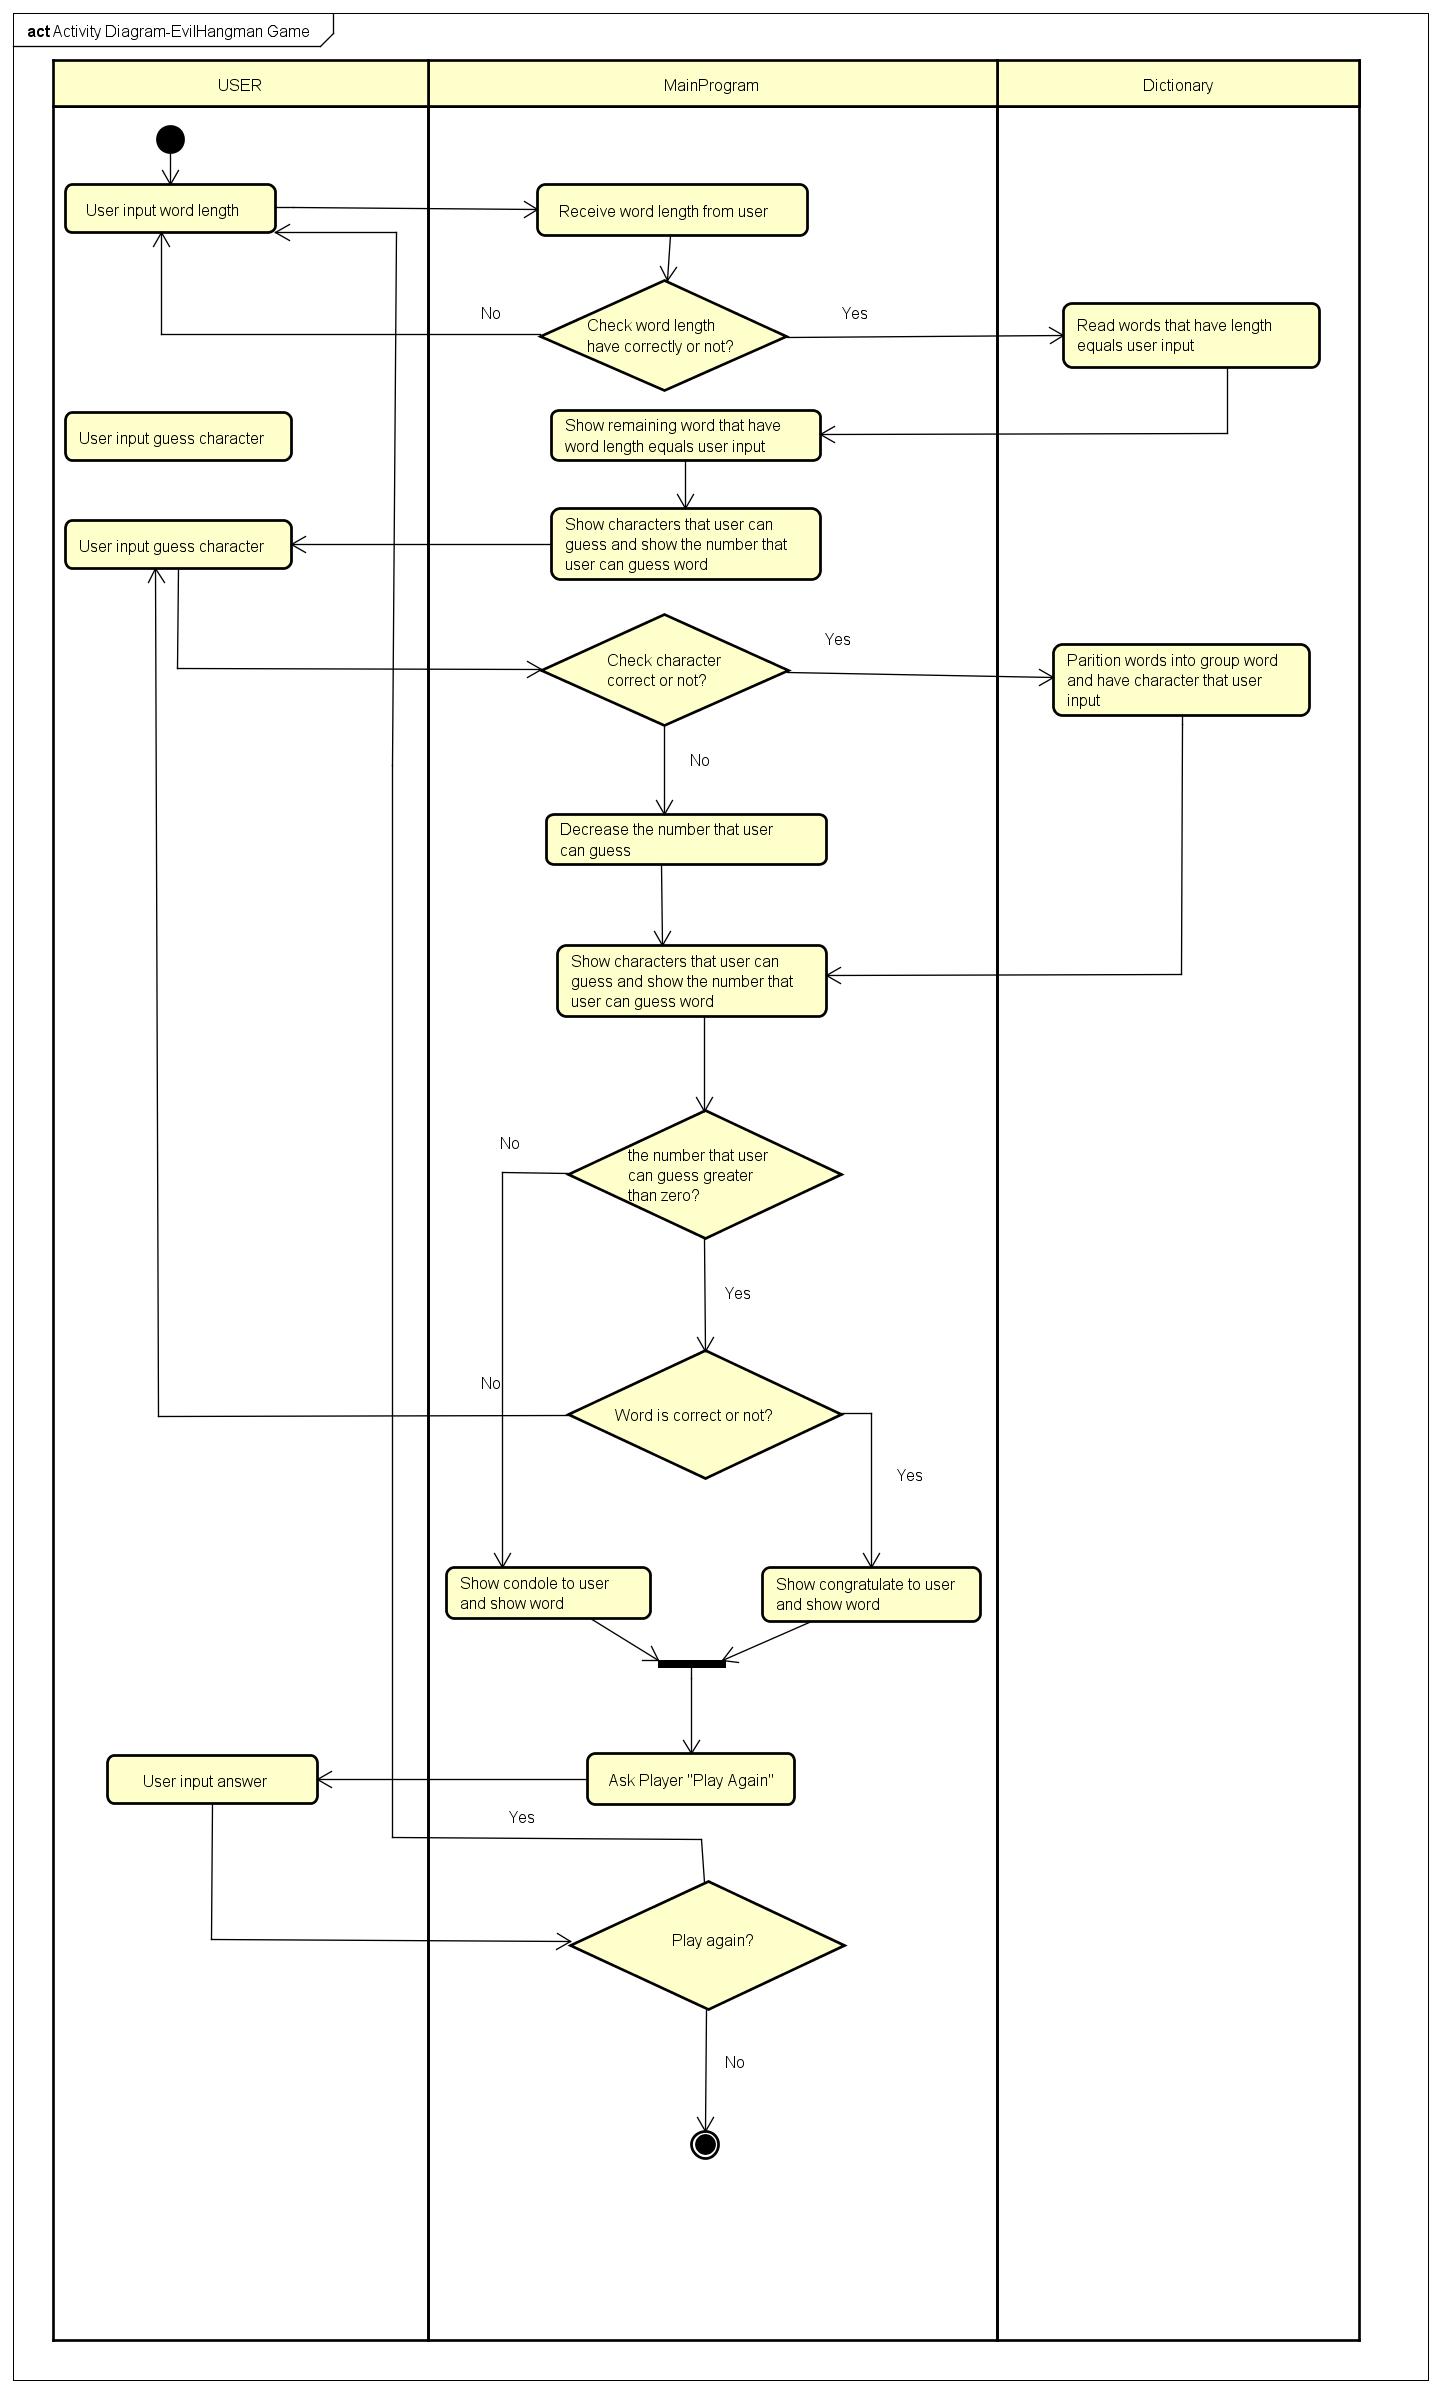 act Activity Diagram-EvilHangman Game
USER
MainProgram
Dictionary
User input word length
Receive word length from user
No
Yes
Check word length
have correctly or not?
Read words that have length
equals user input
User input guess character
Show remaining word that have
word length equals user input
User input guess character
Show characters that user can
guess and show the number that
user can guess word
Yes
Check character
correct or not?
Parition words into group word
and have character that user
input
No
Decrease the number that user
can guess
Show characters that user can
guess and show the number that
user can guess word
No
the number that user
can guess greater
than zero?
Yes
No
Word is correct or not?
Yes
Show condole to user
and show word
Show congratulate to user
and show word
User input answer
Ask Player "Play Again"
Yes
Play again?
No